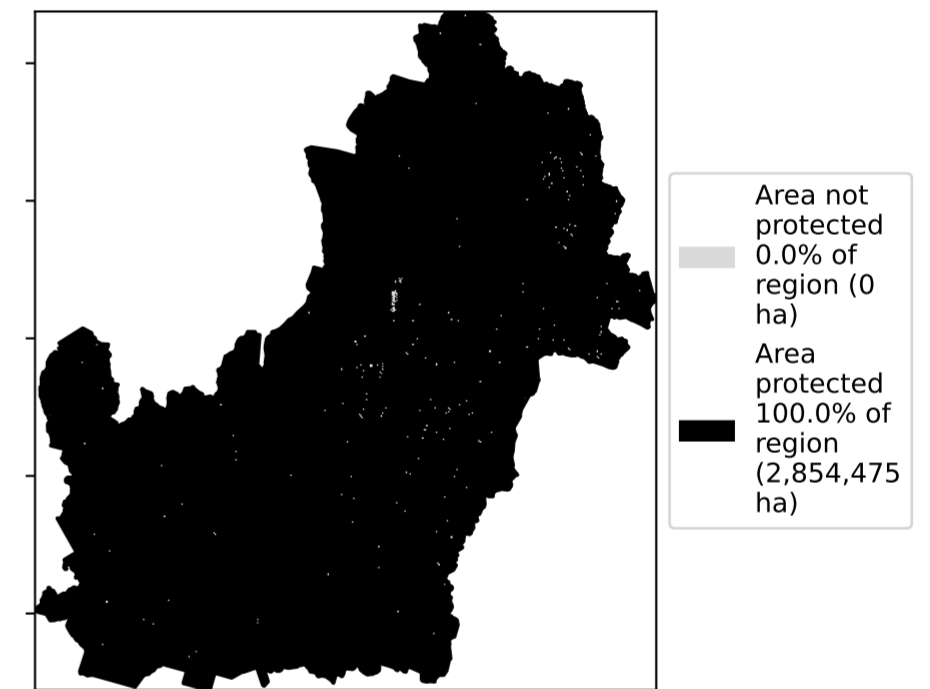 Area not
protected
0.0% of
region (0
ha)
Area
protected
100.0% of
region
(2,854,475
ha)